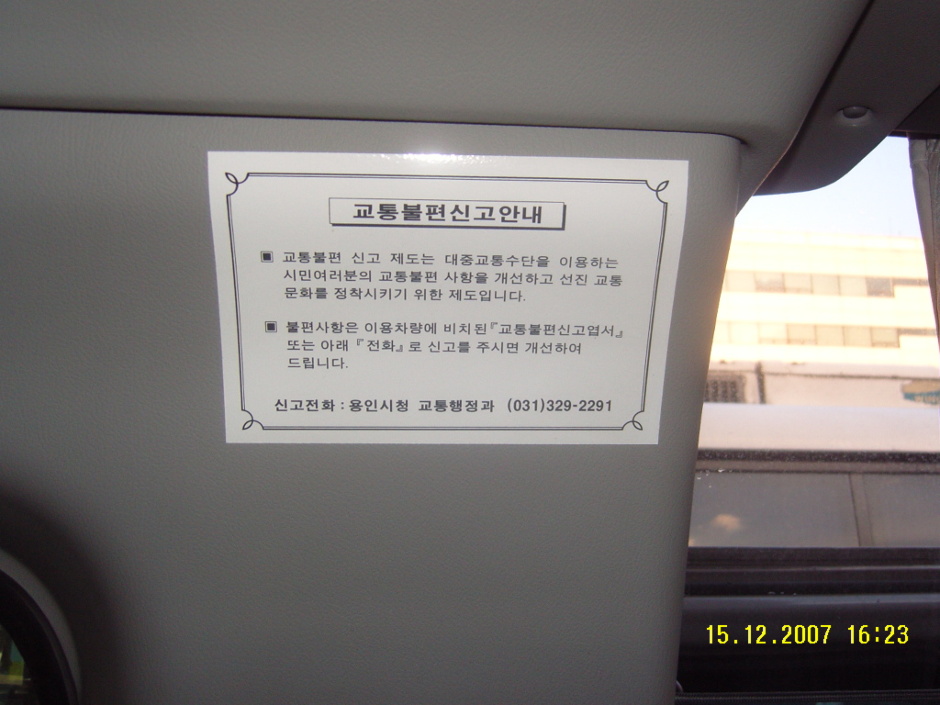 교통불편신고안내
▣ 교통불편 신고 제도는 대중교통수단을 이용하는
시민여러분의 교통불편 사항을 개선하고 선진 교통
문화를 정착시키기 위한 제도입니다.
▣ 불편사항은 이용차량에 비치된『교통불편신고엽서』
또는 아래 『전화』로 신고를 주시면 개선하여
드립니다.
신고전화 : 용인시청 교통행정과 (031)329-2291
15.12.2007 16:23